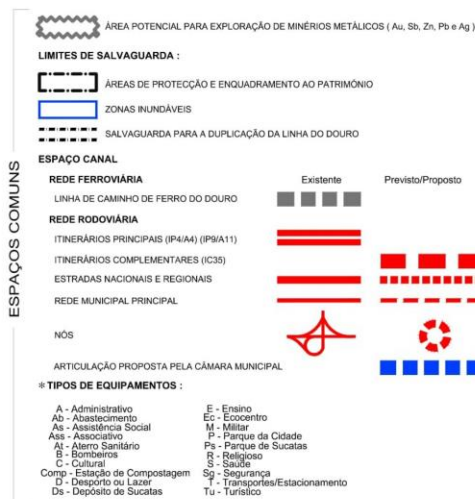 ÁREA POTENCIAL PARA EXPLORAÇÃO DE MINÉRIOS METÁLICOS ( Au, Sb, Zn, Pb e Ag )
LIMITES DE SALVAGUARDA :
ÁREAS DE PROTECÇÃO E ENQUADRAMENTO AO PATRIMÓNIO
ZONAS INUNDÁVEIS
SALVAGUARDA PARA A DUPLICAÇÃO DA LINHA DO DOURO
ESPAÇOS COMUNS
ESPAÇO CANAL
REDE FERROVIÁRIA Existente Previsto/Proposto
LINHA DE CAMINHO DE FERRO DO DOURO
REDE RODOVIÁRIA
ITINERÁRIOS PRINCIPAIS (IP4/A4) (IP9/A11)
ITINERÁRIOS COMPLEMENTARES (IC35)
ESTRADAS NACIONAIS E REGIONAIS
REDE MUNICIPAL PRINCIPAL
NÓS
ARTICULAÇÃO PROPOSTA PELA CÂMARA MUNICIPAL
* TIPOS DE EQUIPAMENTOS :
A - Administrativo E - Ensino
Ab - Abastecimento Ec - Ecocentro
As - Assistência Social M - Militar
Ass - Associativo P - Parque da Cidade
At - Aterro Sanitário Ps - Parque de Sucatas
B - Bombeiros R - Religioso
C - Cultural S - Saúde
Comp - Estação de Compostagem Sg - Segurança
D - Desporto ou Lazer T - Transportes/Estacionamento
Ds - Depósito de Sucatas Tu - Turístico